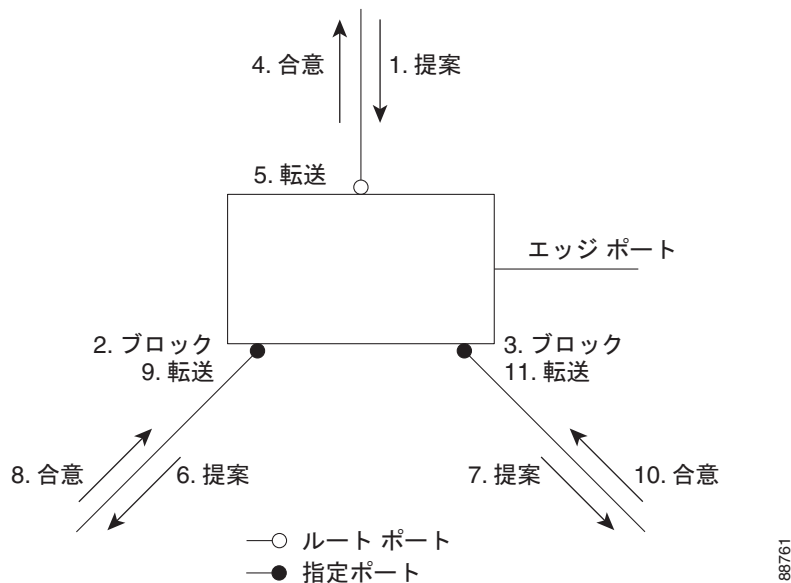 4. 合意
1. 提案
5. 転送
エッジ ポート
2. ブロック
9. 転送
3. ブロック
11. 転送
8. 合意
6. 提案
7. 提案
10. 合意
ルート ポート
指定ポート
88761